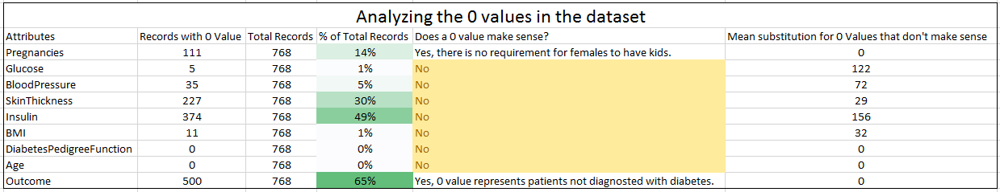 Analyzing the 0 values in the dataset
Attributes Records with 0 Value Total Records % of Total Records Does a 0 value make sense? Mean substitution for 0 Values that don't make sense
Pregnancies 111 768 14% Yes, there is no requirement for females to have kids. 0
Glucose 5 768 1% No 122
BloodPressure 35 768 5% No 72
SkinThickness 227 768 30% No 29
Insulin 374 768 49% No 156
BMI 11 768 1% No 32
DiabetesPedigreeFunction 0 768 0% No 0
Age 0 768 0% No 0
Outcome 500 768 65% Yes, 0 value represents patients not diagnosed with diabetes. 0